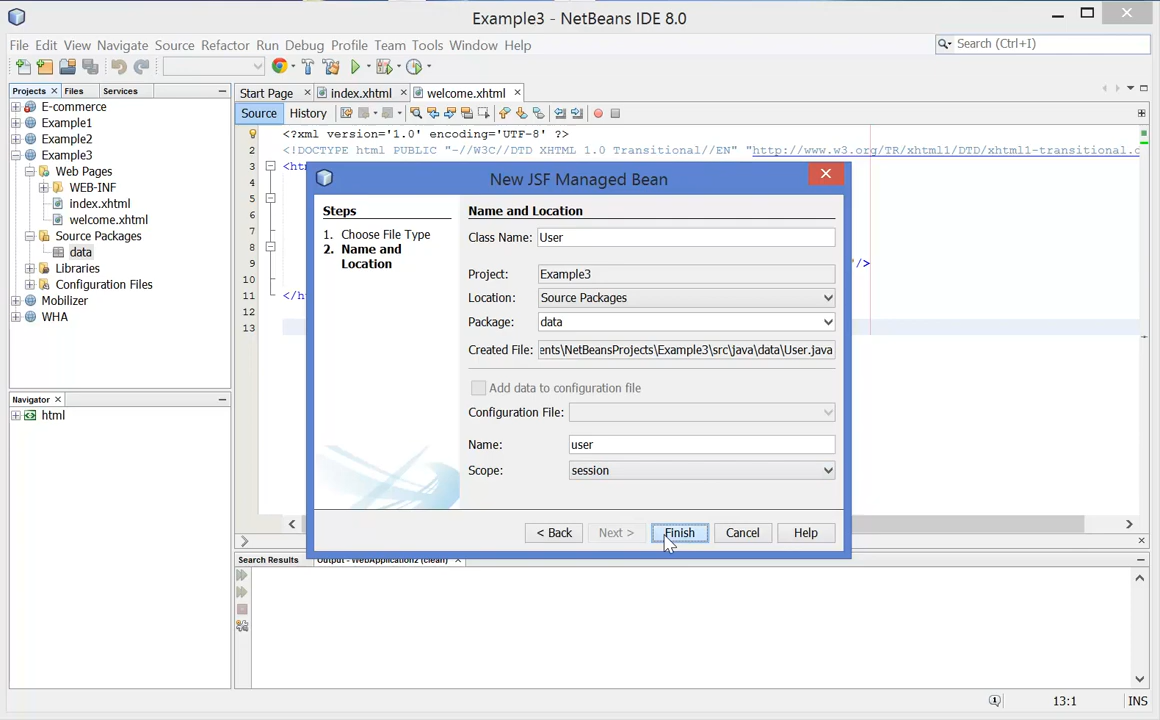 Example3 - NetBeans IDE 8.0
File Edit View Navigate Source Refactor Run Debug Profile Team Tools Window Help
Search (Ctrl+I)
Projects Files Services
Start Page index.xhtml welcome.xhtml
Source History
E-commerce
Example1
Example2
Example3
Web Pages
WEB-INF
index.xhtml
welcome.xhtml
Source Packages
data
Libraries
Configuration Files
Mobilizer
WHA
1 <?xml version='1.0' encoding='UTF-8' ?>
2 <!DOCTYPE html PUBLIC "-//W3C//DTD XHTML 1.0 Transitional//EN" "http://www.w3.org/TR/xhtml1/DTD/xhtml1-transitional.
3
4
5
6
7
8
9 "/>
10
11
12
13
New JSF Managed Bean
Steps
1. Choose File Type
2. Name and
Location
Name and Location
Class Name: User
Project: Example3
Location: Source Packages
Package: data
Created File: ents\NetBeansProjects\Example3\src\java\data\User.java
Add data to configuration file
Configuration File:
Name: user
Scope: session
< Back Next > Finish Cancel Help
Navigator
html
Search Results Output - WebApplication2 (clean)
13:1 INS